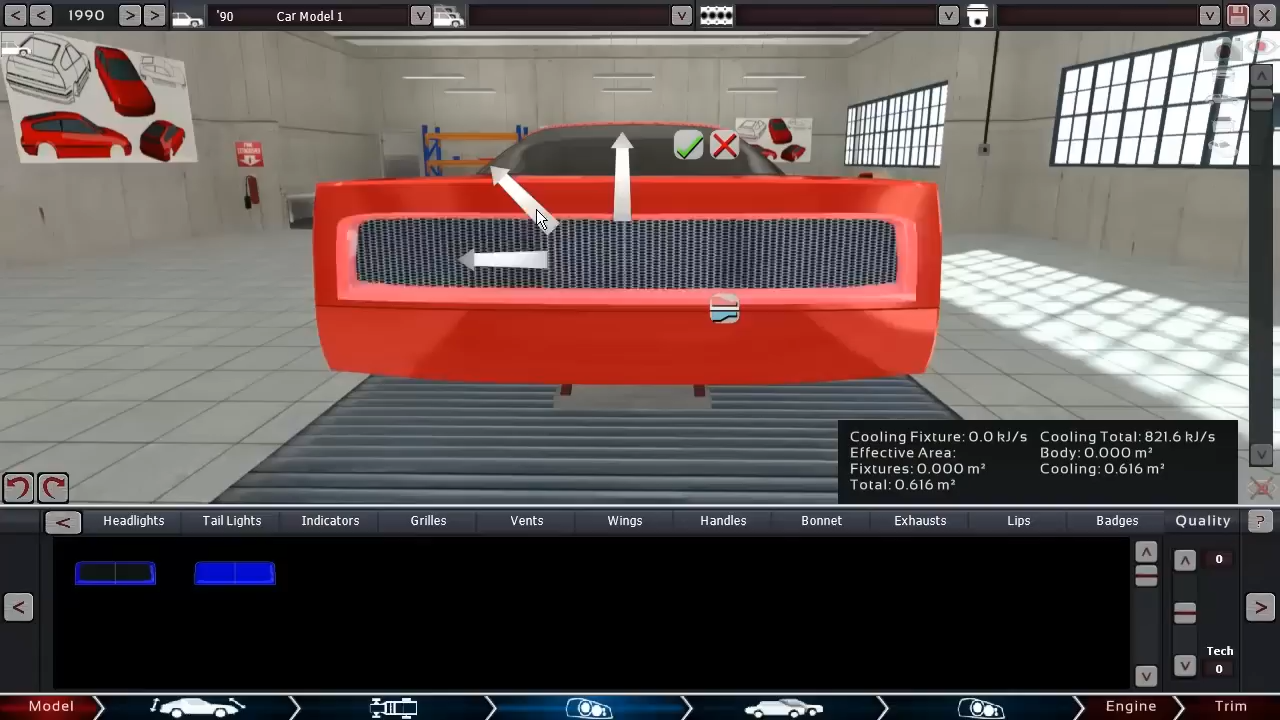 < < 1990 > > '90 Car Model 1 v v v v X
Cooling Fixture: 0.0 kJ/s Cooling Total: 821.6 kJ/s
Effective Area: Body: 0.000 m²
Fixtures: 0.000 m² Cooling: 0.616 m²
Total: 0.616 m²
< Headlights Tail Lights Indicators Grilles Vents Wings Handles Bonnet Exhausts Lips Badges Quality ?
0
< >
Tech
0
Model Engine Trim